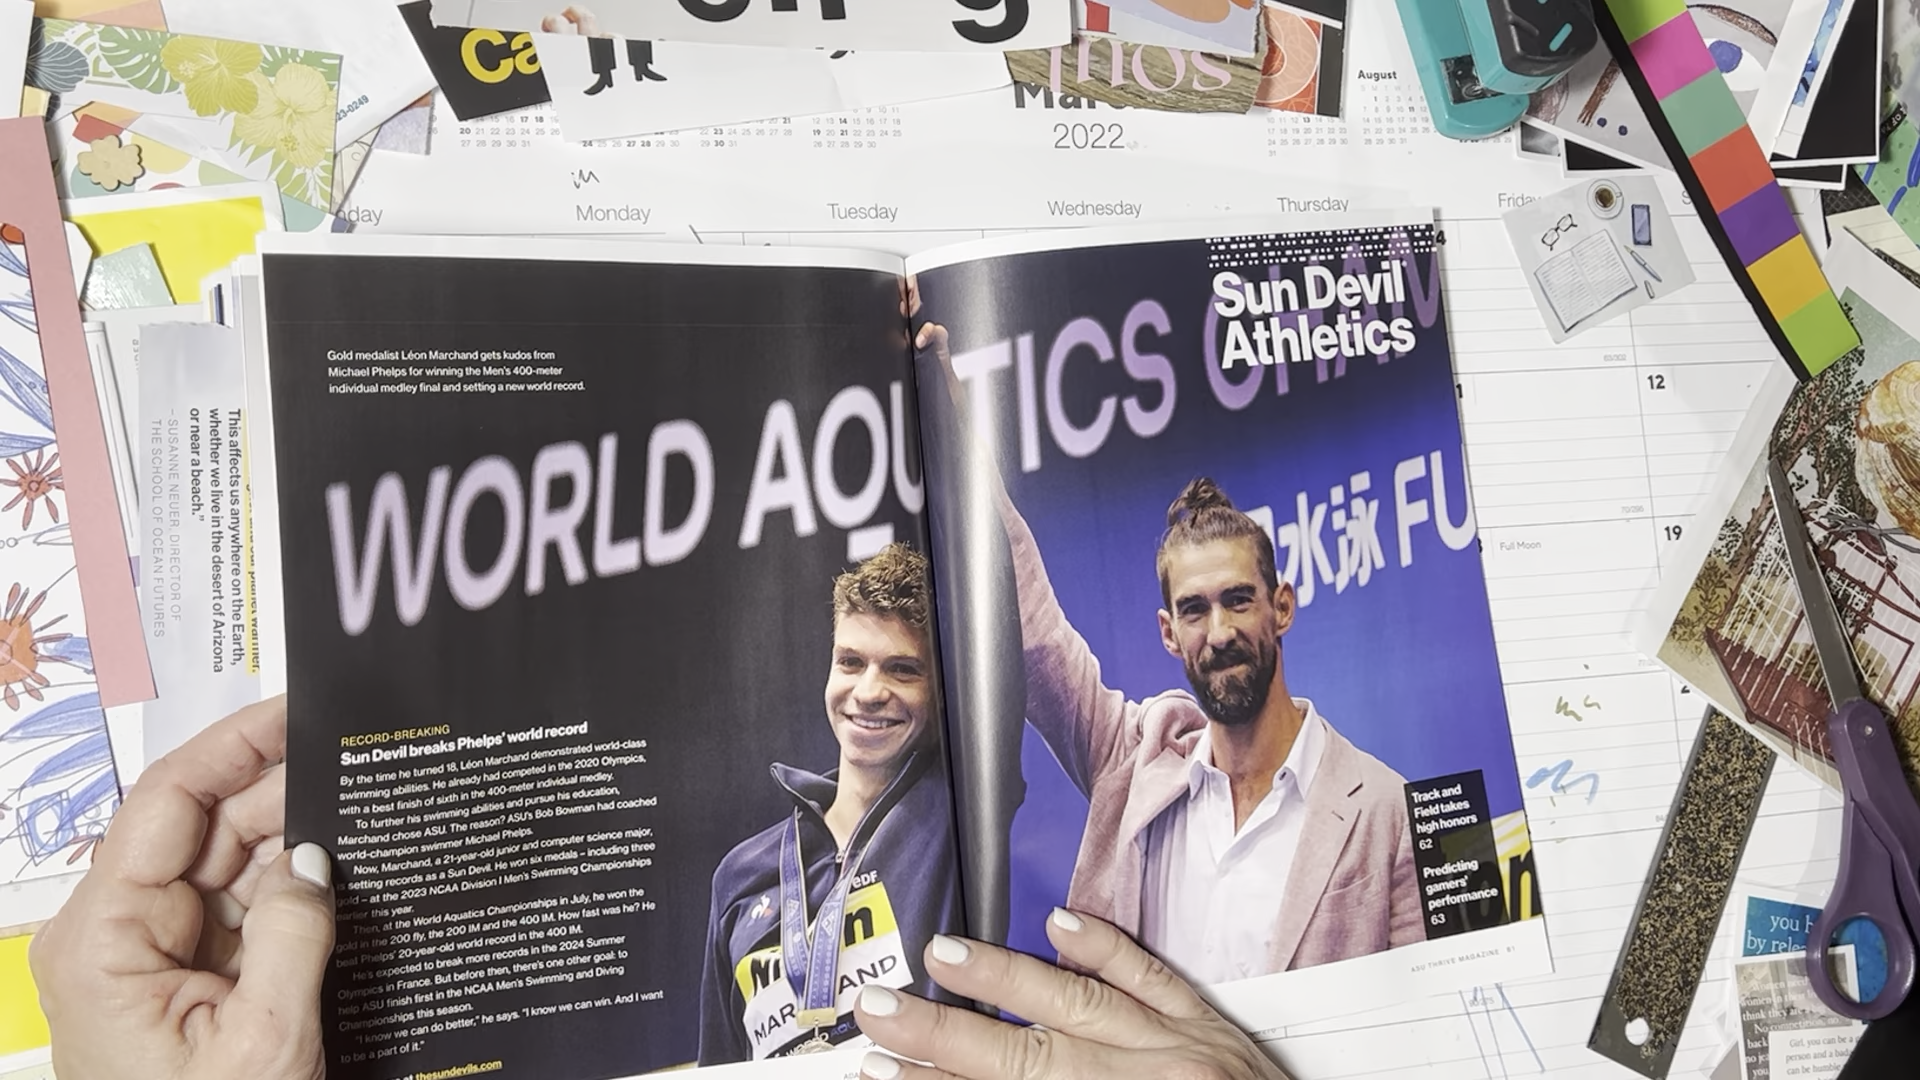 Ca
nos
March
2022
August
23-0249
Monday
Tuesday
Wednesday
Thursday
Friday
12
19
Full Moon
This affects us anywhere on the Earth,
whether we live in the desert of Arizona
or near a beach."
– SUSANNE NEUER, DIRECTOR OF
THE SCHOOL OF OCEAN FUTURES
Gold medalist Léon Marchand gets kudos from
Michael Phelps for winning the Men's 400-meter
individual medley final and setting a new world record.
WORLD AQUATICS CHAM
水泳 FU
RECORD-BREAKING
Sun Devil breaks Phelps' world record
By the time he turned 18, Léon Marchand demonstrated world-class
swimming abilities. He already had competed in the 2020 Olympics,
with a best finish of sixth in the 400-meter individual medley.
To further his swimming abilities and pursue his education,
Marchand chose ASU. The reason? ASU's Bob Bowman had coached
world-champion swimmer Michael Phelps.
Now, Marchand, a 21-year-old junior and computer science major,
is setting records as a Sun Devil. He won six medals – including three
gold – at the 2023 NCAA Division I Men's Swimming Championships
earlier this year.
Then, at the World Aquatics Championships in July, he won the
gold in the 200 fly, the 200 IM and the 400 IM. How fast was he? He
beat Phelps' 20-year-old world record in the 400 IM.
He's expected to break more records in the 2024 Summer
Olympics in France. But before then, there's one other goal: to
help ASU finish first in the NCAA Men's Swimming and Diving
Championships this season.
"I know we can do better," he says. "I know we can win. And I want
to be a part of it."
at thesundevils.com
eDF
MARCHAND
Sun Devil
Athletics
Track and
Field takes
high honors
62
Predicting
gamers'
performance
63
ASU THRIVE MAGAZINE 61
you
by